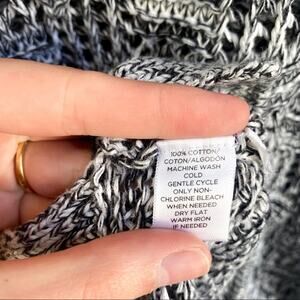 100% COTTON/
COTON/ALGODÓN
MACHINE WASH
COLD
GENTLE CYCLE
ONLY NON-
CHLORINE BLEACH
WHEN NEEDED
DRY FLAT
WARM IRON
IF NEEDED